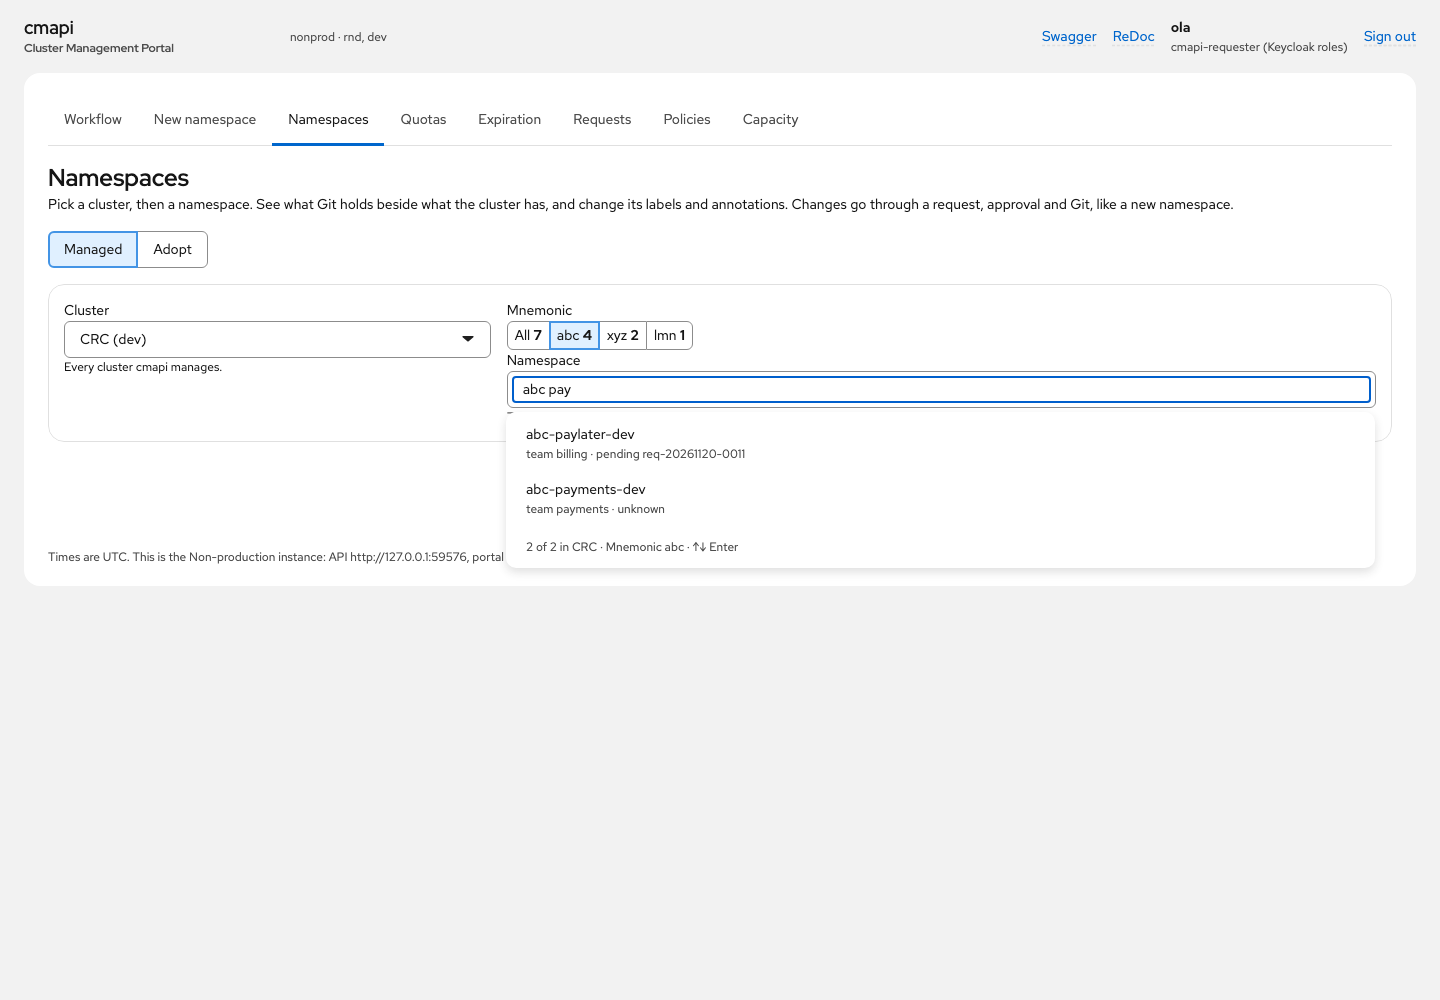 cmapi
Cluster Management Portal
nonprod · rnd, dev
Swagger
ReDoc
ola
cmapi-requester (Keycloak roles)
Sign out
Workflow
New namespace
Namespaces
Quotas
Expiration
Requests
Policies
Capacity
Namespaces
Pick a cluster, then a namespace. See what Git holds beside what the cluster has, and change its labels and annotations. Changes go through a request, approval and Git, like a new namespace.
Managed
Adopt
Cluster
CRC (dev)
Every cluster cmapi manages.
Mnemonic
All 7
abc 4
xyz 2
lmn 1
Namespace
abc pay
abc-paylater-dev
team billing · pending req-20261120-0011
abc-payments-dev
team payments · unknown
2 of 2 in CRC · Mnemonic abc · ↑↓ Enter
Times are UTC. This is the Non-production instance: API http://127.0.0.1:59576, portal